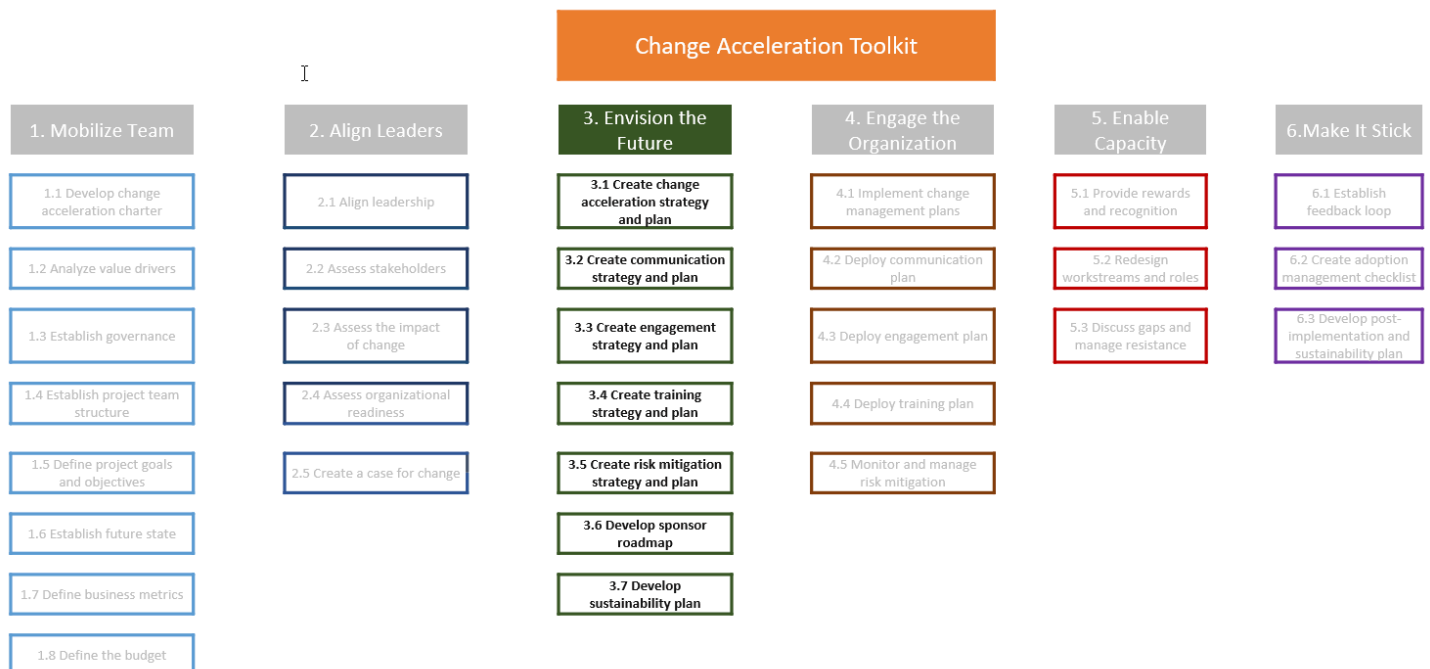 Change Acceleration Toolkit
1. Mobilize Team
1.1 Develop change
acceleration charter
1.2 Analyze value drivers
1.3 Establish governance
1.4 Establish project team
structure
1.5 Define project goals
and objectives
1.6 Establish future state
1.7 Define business metrics
1.8 Define the budget
2. Align Leaders
2.1 Align leadership
2.2 Assess stakeholders
2.3 Assess the impact
of change
2.4 Assess organizational
readiness
2.5 Create a case for change
3. Envision the
Future
3.1 Create change
acceleration strategy
and plan
3.2 Create communication
strategy and plan
3.3 Create engagement
strategy and plan
3.4 Create training
strategy and plan
3.5 Create risk mitigation
strategy and plan
3.6 Develop sponsor
roadmap
3.7 Develop
sustainability plan
4. Engage the
Organization
4.1 Implement change
management plans
4.2 Deploy communication
plan
4.3 Deploy engagement plan
4.4 Deploy training plan
4.5 Monitor and manage
risk mitigation
5. Enable
Capacity
5.1 Provide rewards
and recognition
5.2 Redesign
workstreams and roles
5.3 Discuss gaps and
manage resistance
6.Make It Stick
6.1 Establish
feedback loop
6.2 Create adoption
management checklist
6.3 Develop post-
implementation and
sustainability plan